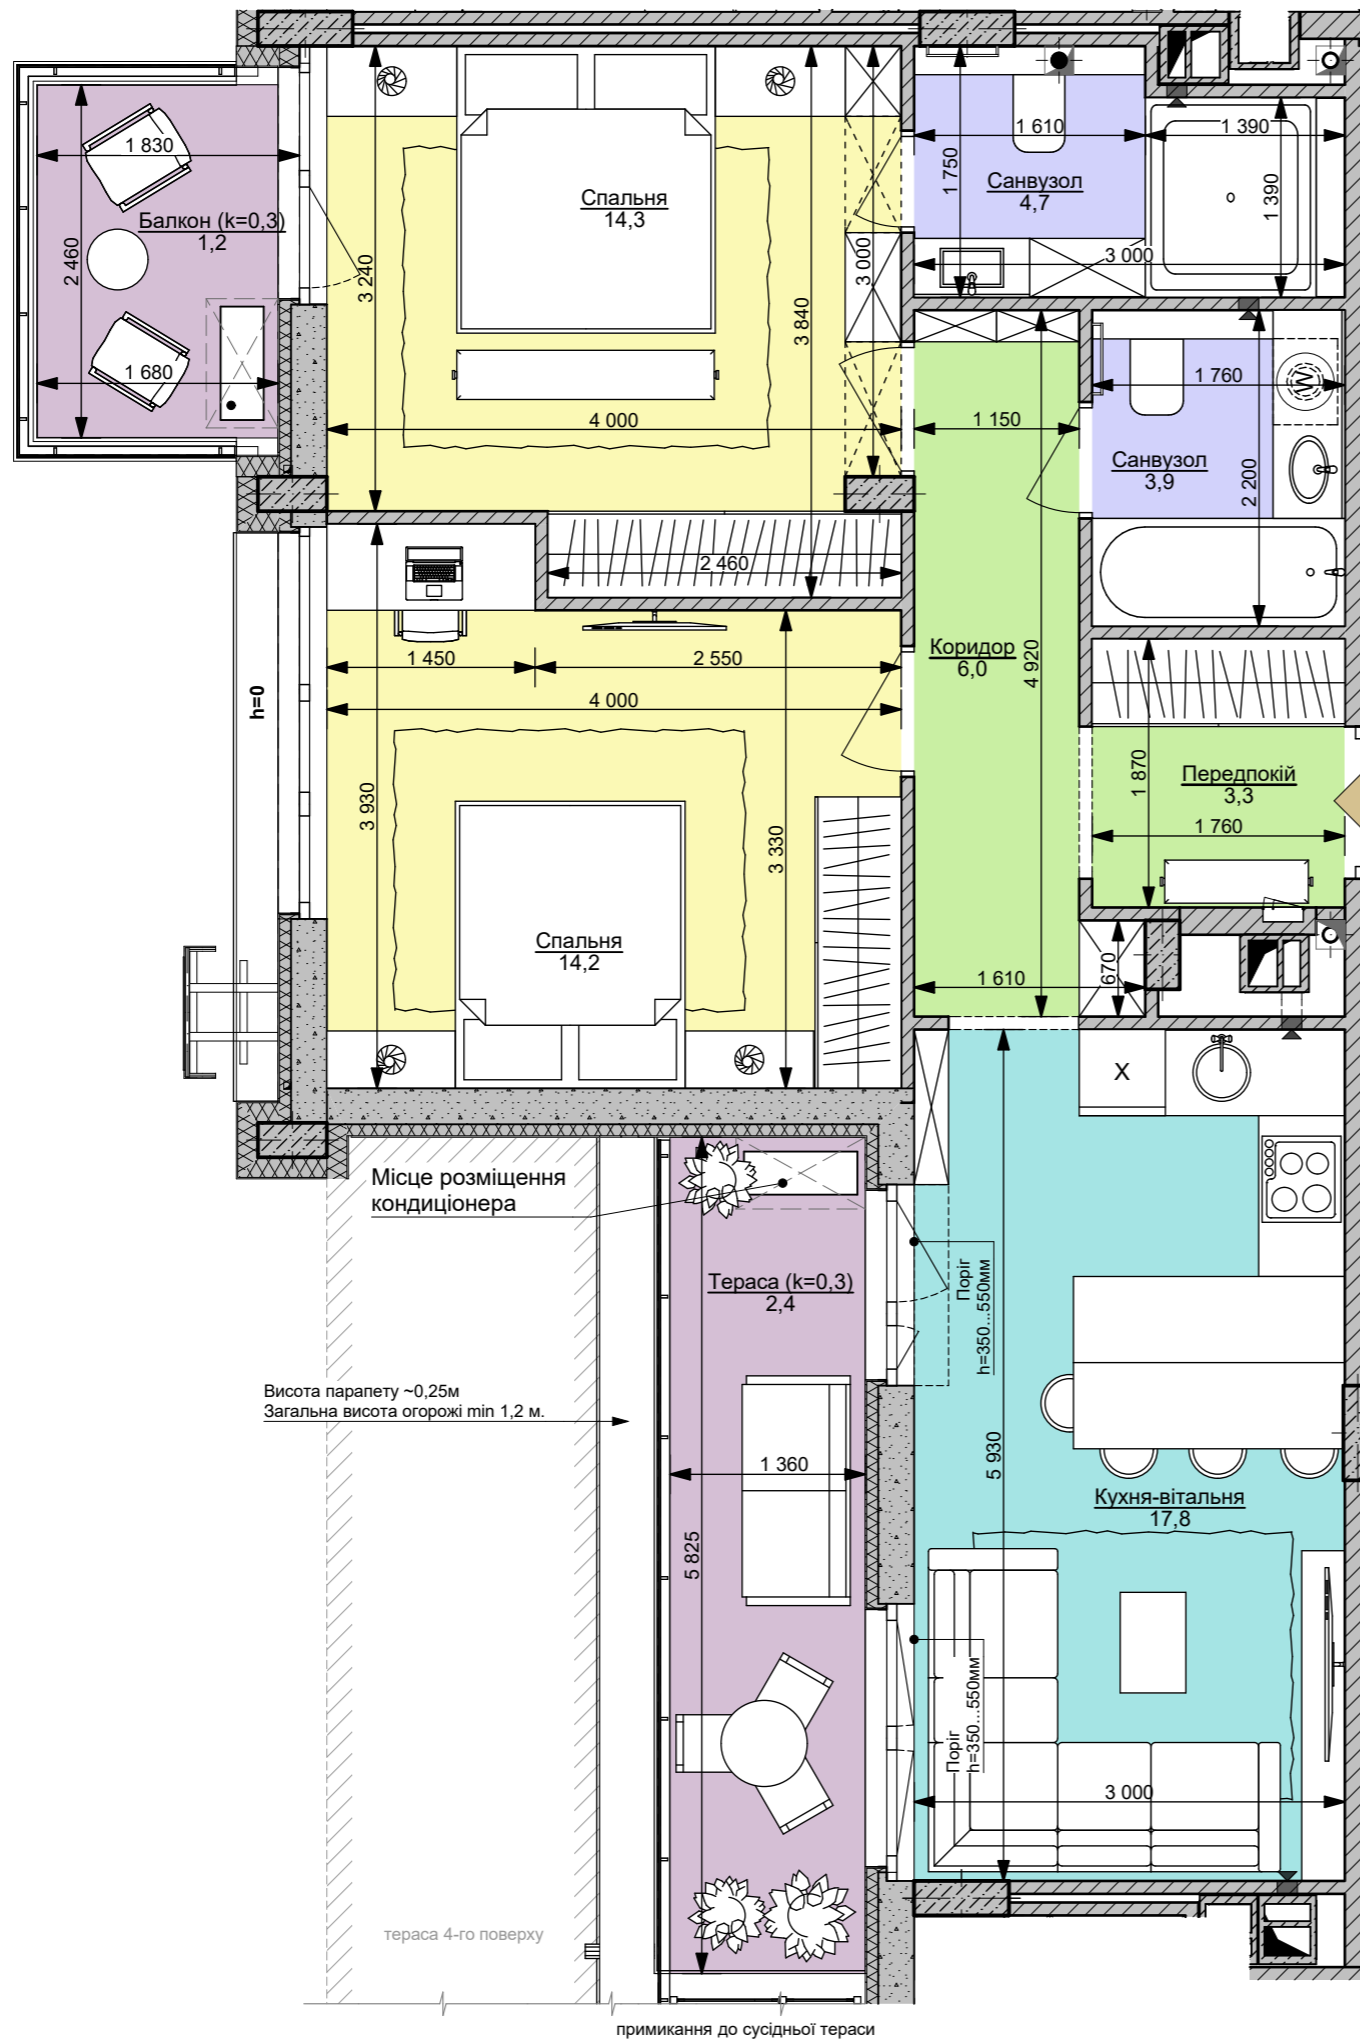 1 830
Балкон (k=0,3)
1,2
2 460
1 680
3 240
Спальня
14,3
3 840
3 000
4 000
1 750
1 610
1 390
1 390
Санвузол
4,7
3 000
1 760
W
1 150
Санвузол
3,9
2 200
2 460
h=0
1 450
2 550
4 000
3 930
3 330
Спальня
14,2
Коридор
6,0
4 920
1 870
Передпокій
3,3
1 760
1 610
670
X
Місце розміщення
кондиціонера
Тераса (k=0,3)
2,4
Поріг
h=350...550мм
Висота парапету ~0,25м
Загальна висота огорожі min 1,2 м.
1 360
5 825
5 930
Кухня-вітальня
17,8
Поріг
h=350...550мм
3 000
тераса 4-го поверху
примикання до сусідньої тераси